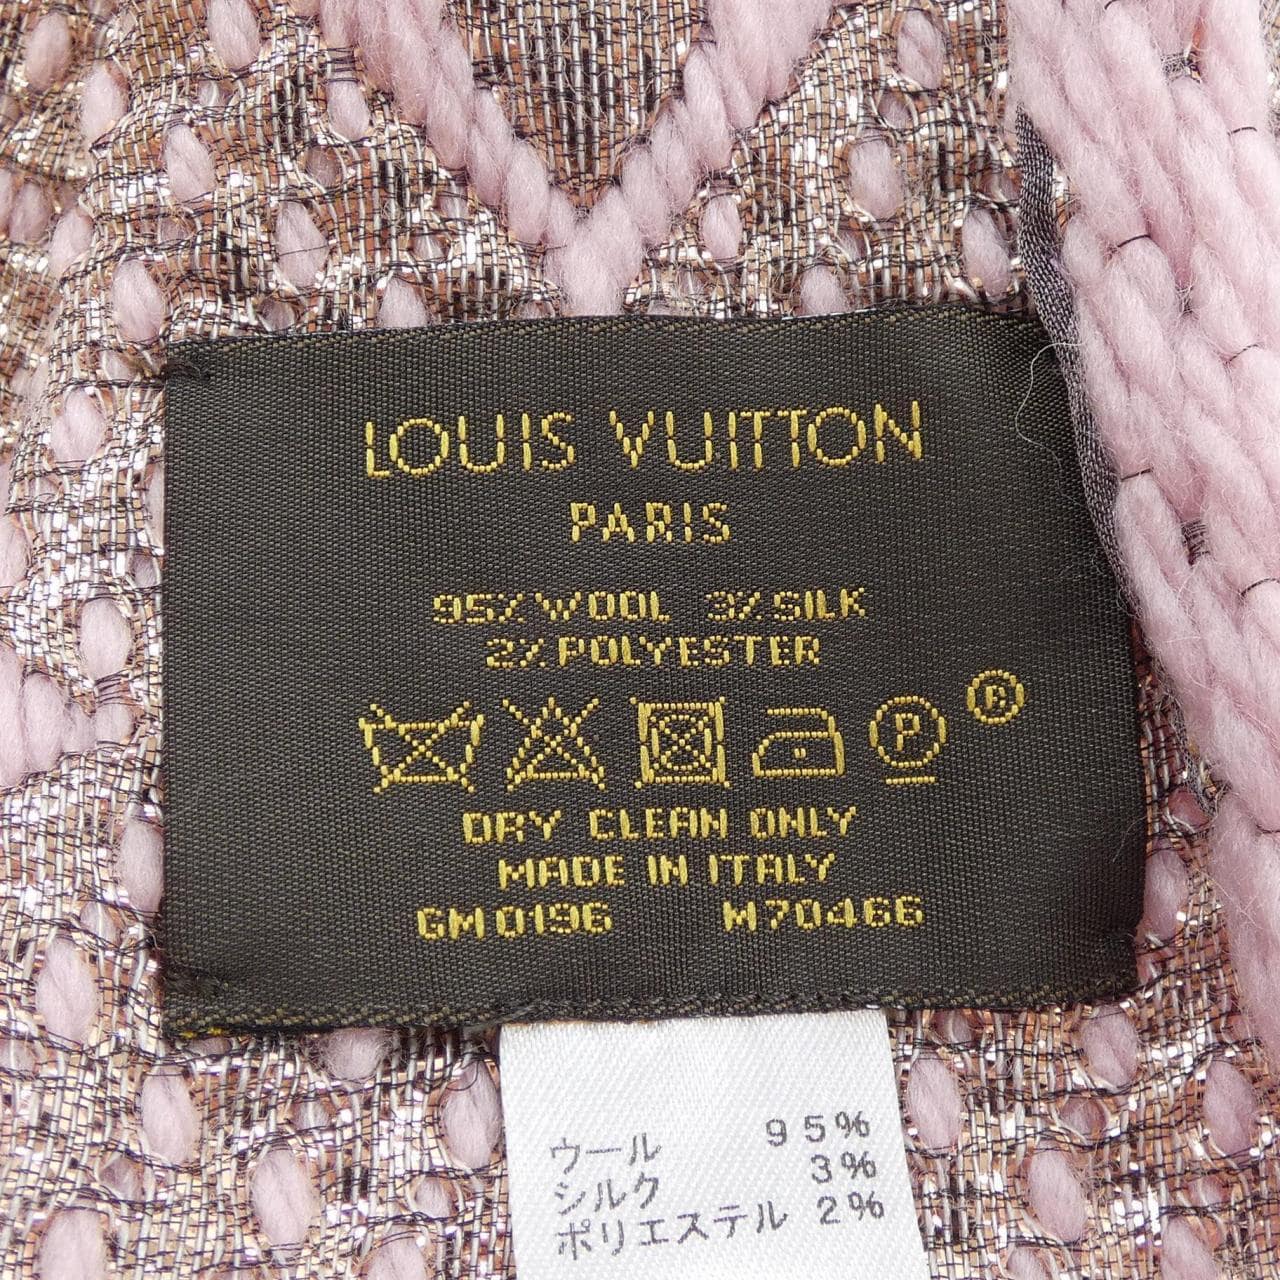 LOUIS VUITTON
PARIS
95% WOOL 3% SILK
2% POLYESTER
P ®
DRY CLEAN ONLY
MADE IN ITALY
GM0196 M70466
ウール 95%
シルク 3%
ポリエステル 2%